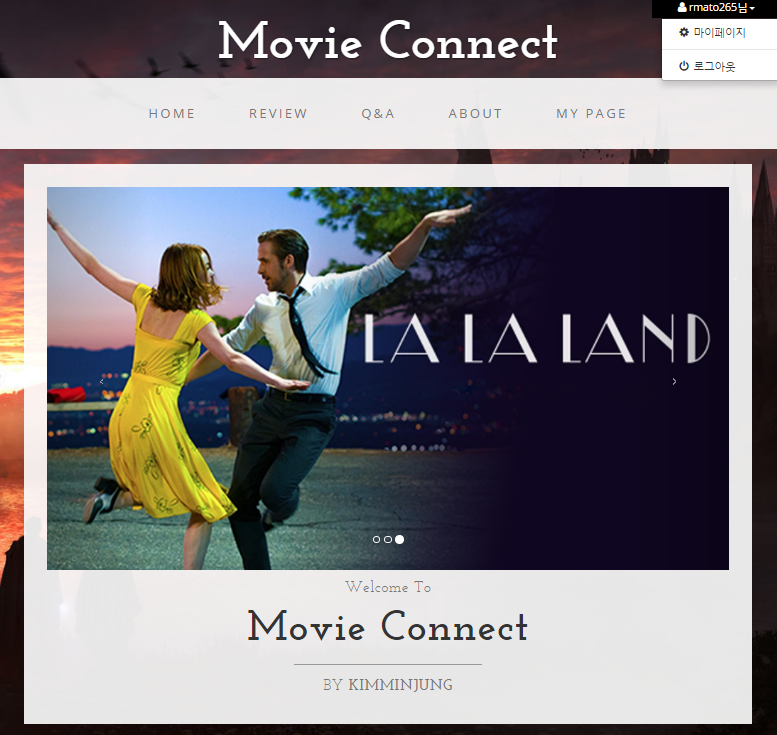 Movie Connect
rmato265님
마이페이지
로그아웃
HOME REVIEW Q&A ABOUT MY PAGE
LA LA LAND
Welcome To
Movie Connect
BY KIMMINJUNG